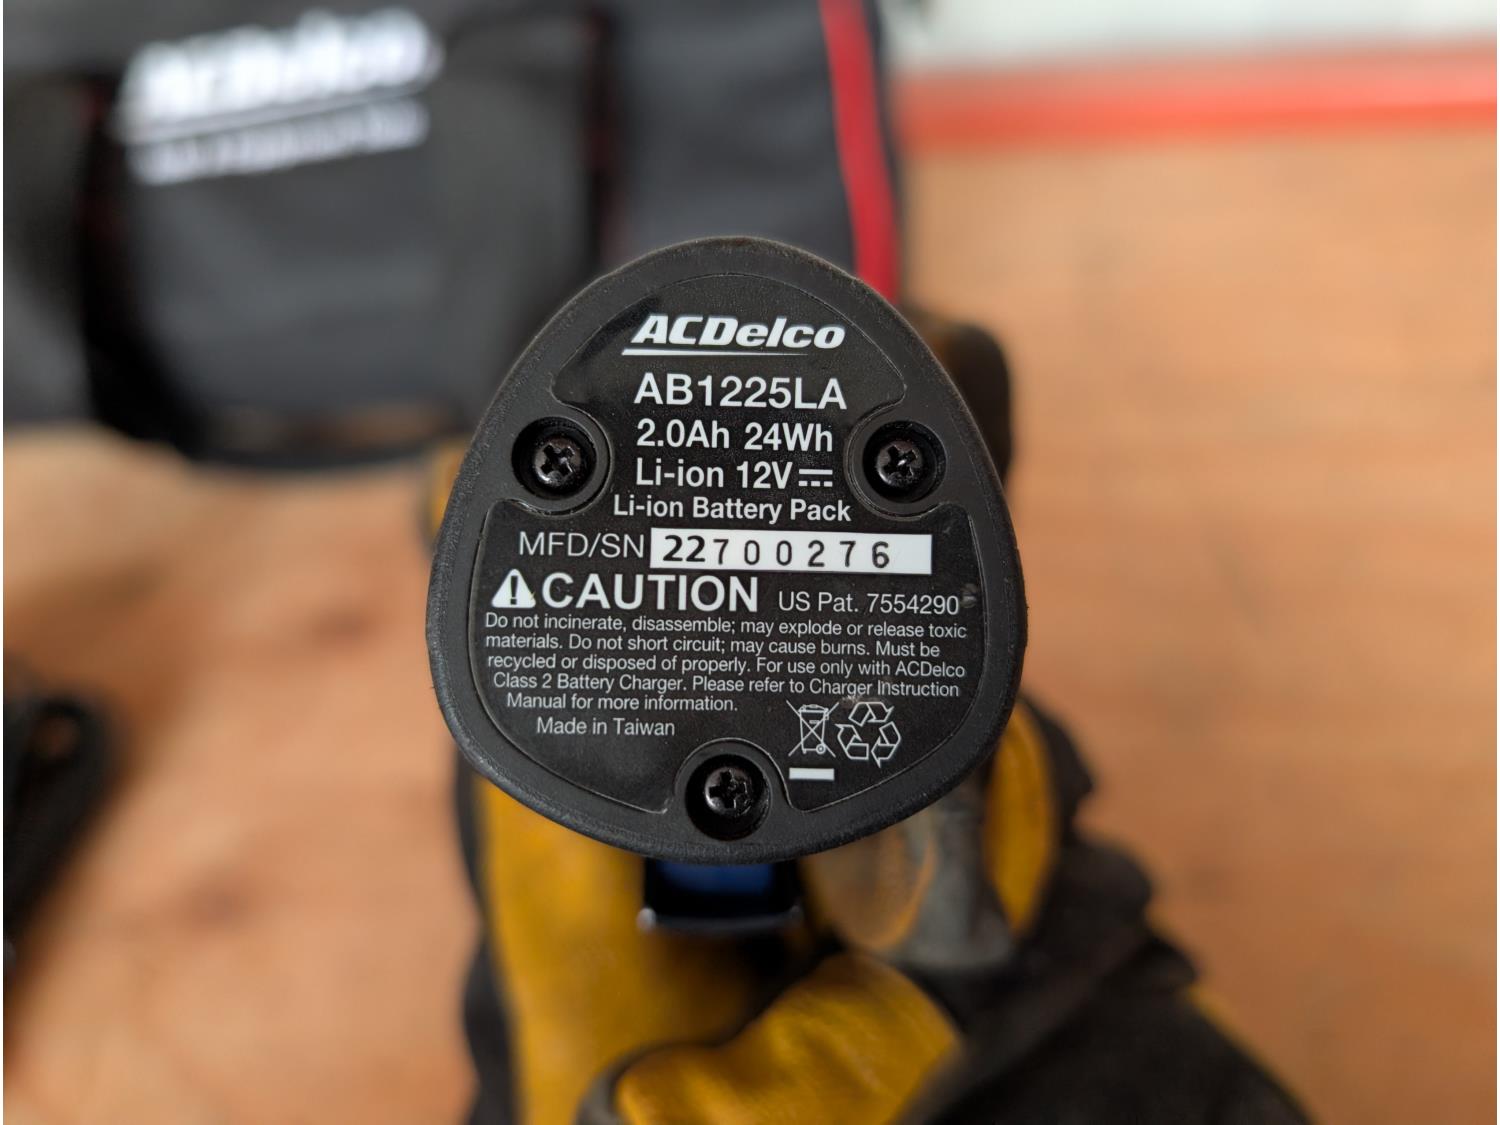 ACDelco
ACDelco
AB1225LA
2.0Ah 24Wh
Li-ion 12V
Li-ion Battery Pack
MFD/SN 22700276
CAUTION US Pat. 7554290
Do not incinerate, disassemble; may explode or release toxic
materials. Do not short circuit; may cause burns. Must be
recycled or disposed of properly. For use only with ACDelco
Class 2 Battery Charger. Please refer to Charger Instruction
Manual for more information.
Made in Taiwan